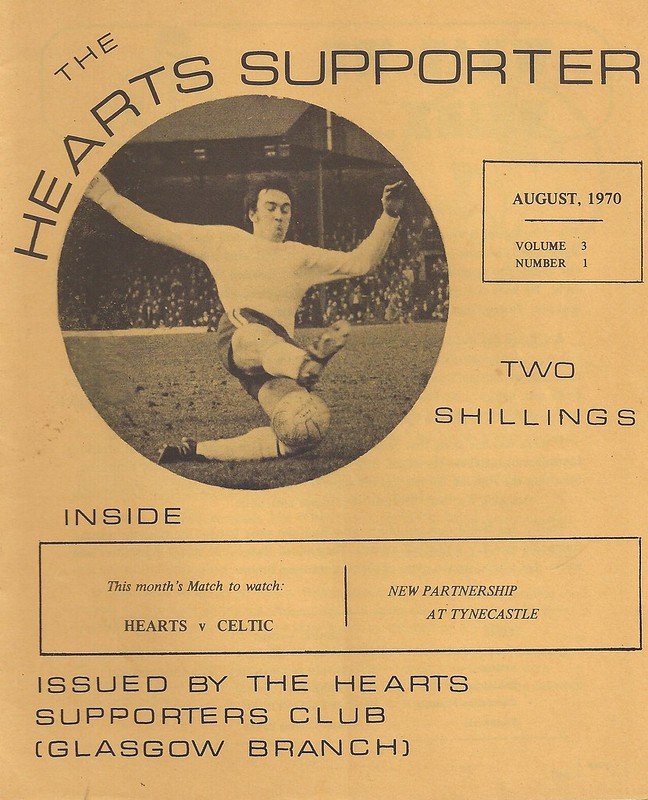 THE
HEARTS SUPPORTER
AUGUST, 1970
VOLUME 3
NUMBER 1
TWO
SHILLINGS
INSIDE
This month's Match to watch:
HEARTS v CELTIC
NEW PARTNERSHIP
AT TYNECASTLE
ISSUED BY THE HEARTS
SUPPORTERS CLUB
(GLASGOW BRANCH)